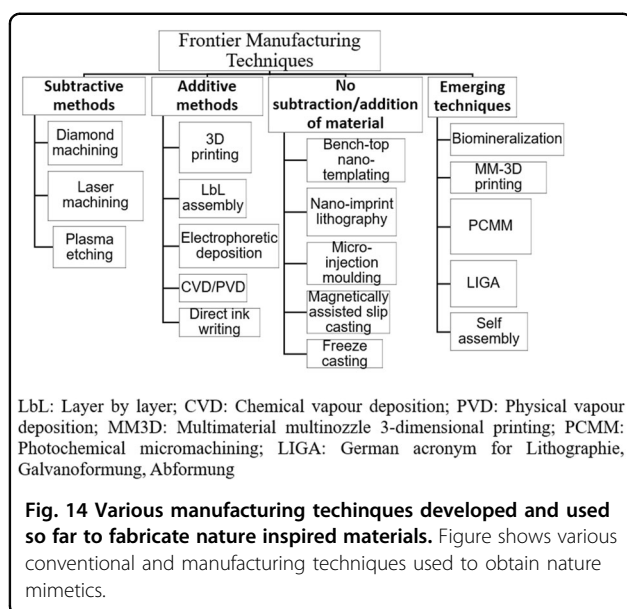 Frontier Manufacturing
Techniques
Subtractive
methods
Diamond
machining
Laser
machining
Plasma
etching
Additive
methods
3D
printing
LbL
assembly
Electrophoretic
deposition
CVD/PVD
Direct ink
writing
No
subtraction/addition
of material
Bench-top
nano-
templating
Nano-imprint
lithography
Micro-
injection
moulding
Magnetically
assisted slip
casting
Freeze
casting
Emerging
techniques
Biomineralization
MM-3D
printing
PCMM
LIGA
Self
assembly
LbL: Layer by layer; CVD: Chemical vapour deposition; PVD: Physical vapour
deposition; MM3D: Multimaterial multinozzle 3-dimensional printing; PCMM:
Photochemical micromachining; LIGA: German acronym for Lithographie,
Galvanoformung, Abformung
Fig. 14 Various manufacturing techinques developed and used
so far to fabricate nature inspired materials. Figure shows various
conventional and manufacturing techniques used to obtain nature
mimetics.